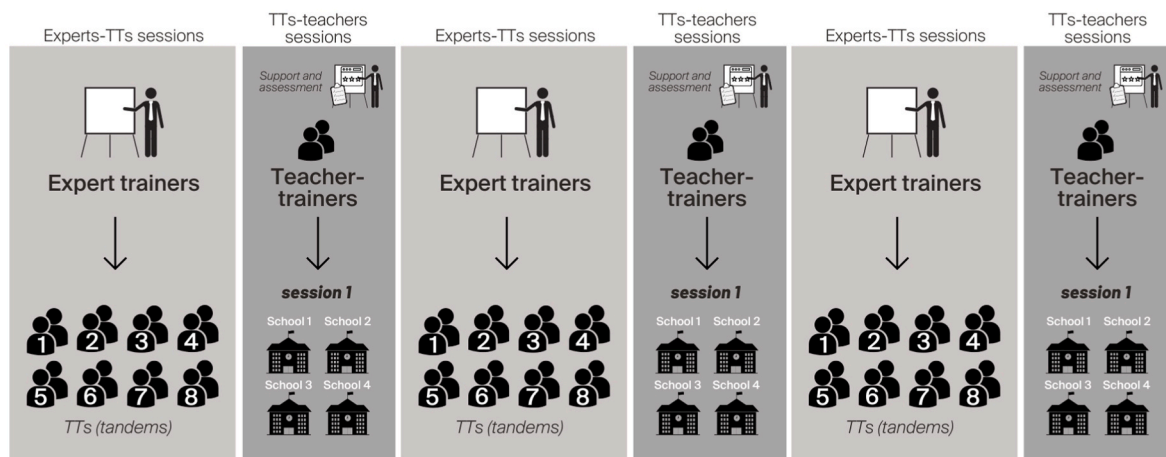 Experts-TTs sessions
Expert trainers
1 2 3 4
5 6 7 8
TTs (tandems)
TTs-teachers
sessions
Support and
assessment
Teacher-
trainers
session 1
School 1 School 2
School 3 School 4
Experts-TTs sessions
Expert trainers
1 2 3 4
5 6 7 8
TTs (tandems)
TTs-teachers
sessions
Support and
assessment
Teacher-
trainers
session 1
School 1 School 2
School 3 School 4
Experts-TTs sessions
Expert trainers
1 2 3 4
5 6 7 8
TTs (tandems)
TTs-teachers
sessions
Support and
assessment
Teacher-
trainers
session 1
School 1 School 2
School 3 School 4